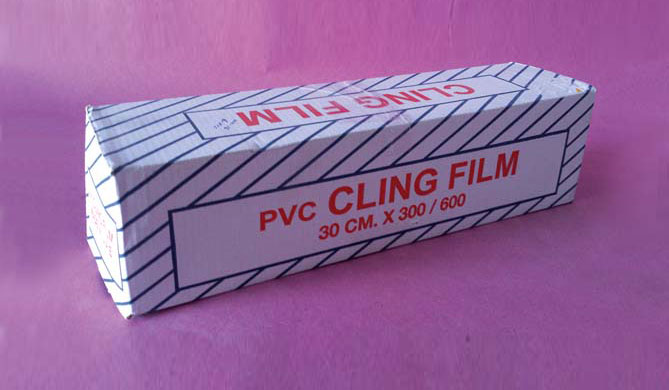 CLING FILM
PVC CLING FILM
30 CM. X 300 / 600